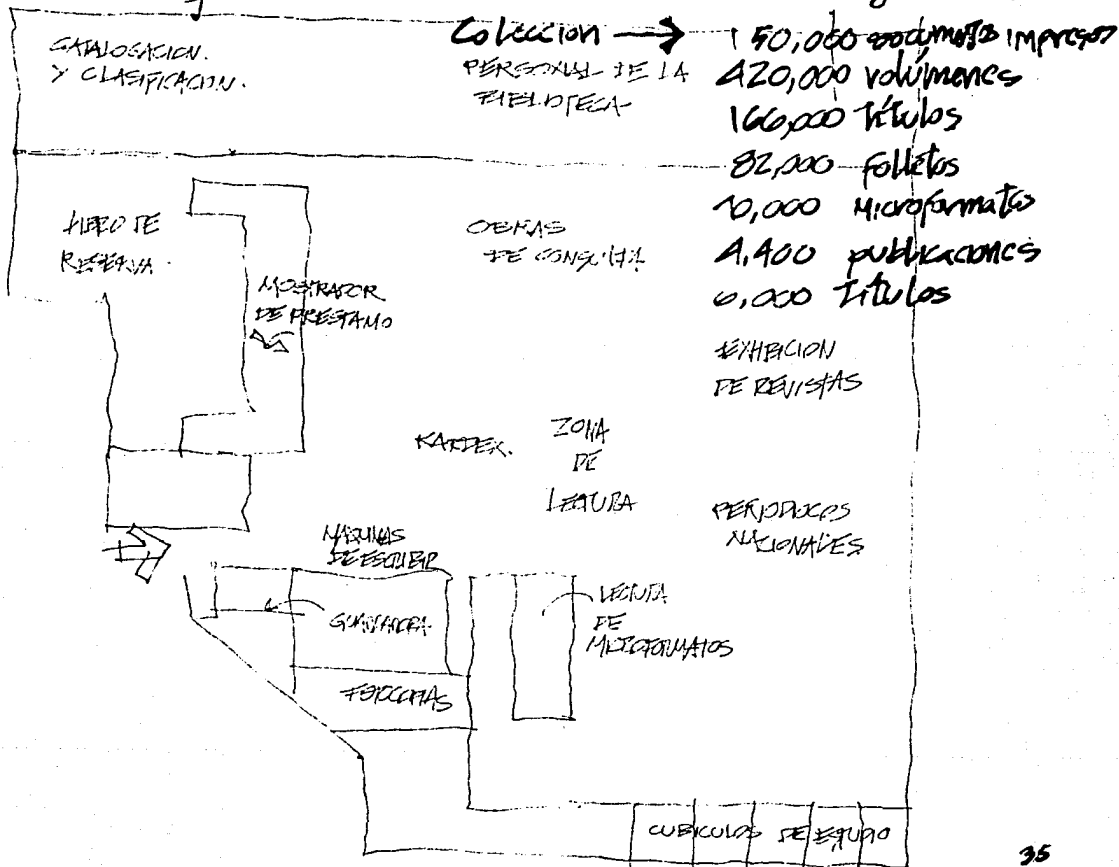 Coleccion → 150,000 documentos impresos
420,000 volúmenes
166,000 Títulos
82,000 folletos
10,000 Microformatos
4,400 publicaciones
6,000 Títulos
CATALOGACION.
Y CLASIFICACION.
PERSONAL DE LA
BIBLIOTECA
LIBRO DE
RESERVA.
MOSTRADOR
DE PRESTAMO
OBRAS
DE CONSULTA
EXHIBICION
DE REVISTAS
KARDEX.
ZONA
DE
LECTURA
PERIODICOS
NACIONALES
MAQUINAS
DE ESCRIBIR
GUARDARROPA
LECTURA
DE
MICROFORMATOS
FOTOCOPIAS
CUBICULOS DE ESTUDIO
35